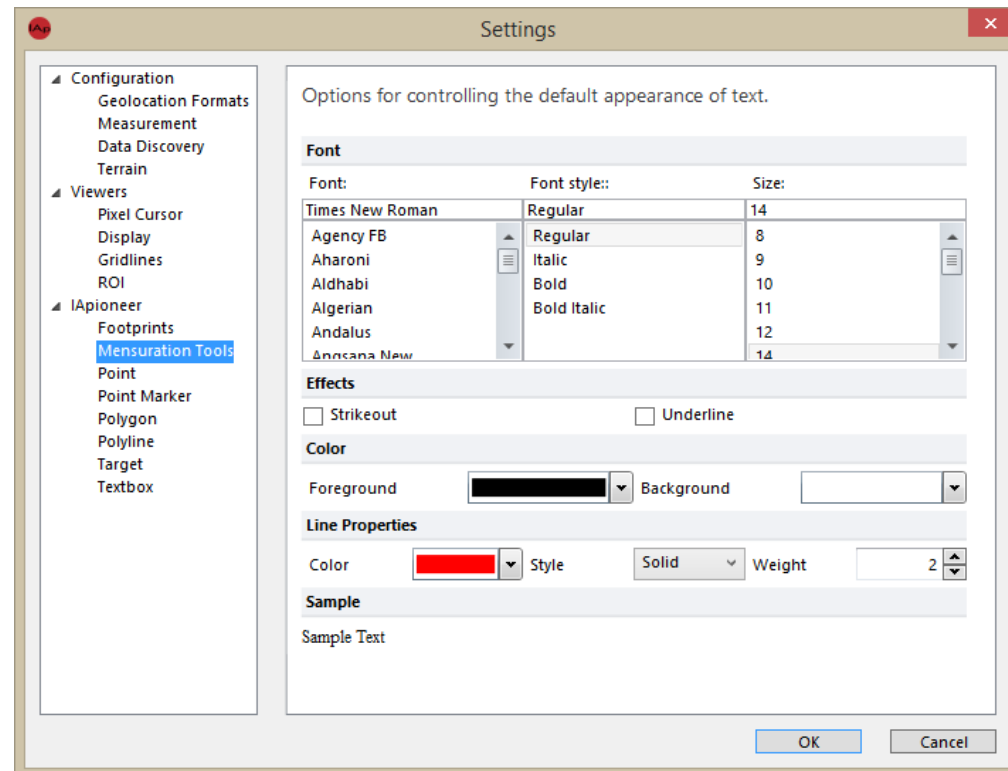 IAp
Settings
Configuration
Geolocation Formats
Measurement
Data Discovery
Terrain
Viewers
Pixel Cursor
Display
Gridlines
ROI
IApioneer
Footprints
Mensuration Tools
Point
Point Marker
Polygon
Polyline
Target
Textbox
Options for controlling the default appearance of text.
Font
Font: Font style:: Size:
Times New Roman Regular 14
Agency FB Regular 8
Aharoni Italic 9
Aldhabi Bold 10
Algerian Bold Italic 11
Andalus 12
Angsana New 14
Effects
Strikeout Underline
Color
Foreground Background
Line Properties
Color Style Solid Weight 2
Sample
Sample Text
OK Cancel